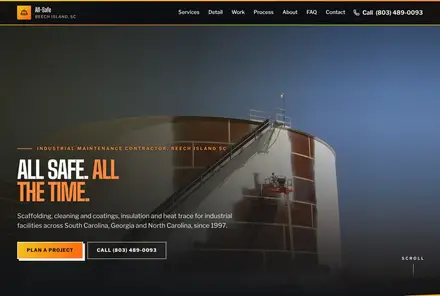 All-Safe
BEECH ISLAND, SC
Services Detail Work Process About FAQ Contact Call (803) 489-0093
INDUSTRIAL MAINTENANCE CONTRACTOR, BEECH ISLAND SC
ALL SAFE. ALL
THE TIME.
Scaffolding, cleaning and coatings, insulation and heat trace for industrial
facilities across South Carolina, Georgia and North Carolina, since 1997.
PLAN A PROJECT
CALL (803) 489-0093
SCROLL